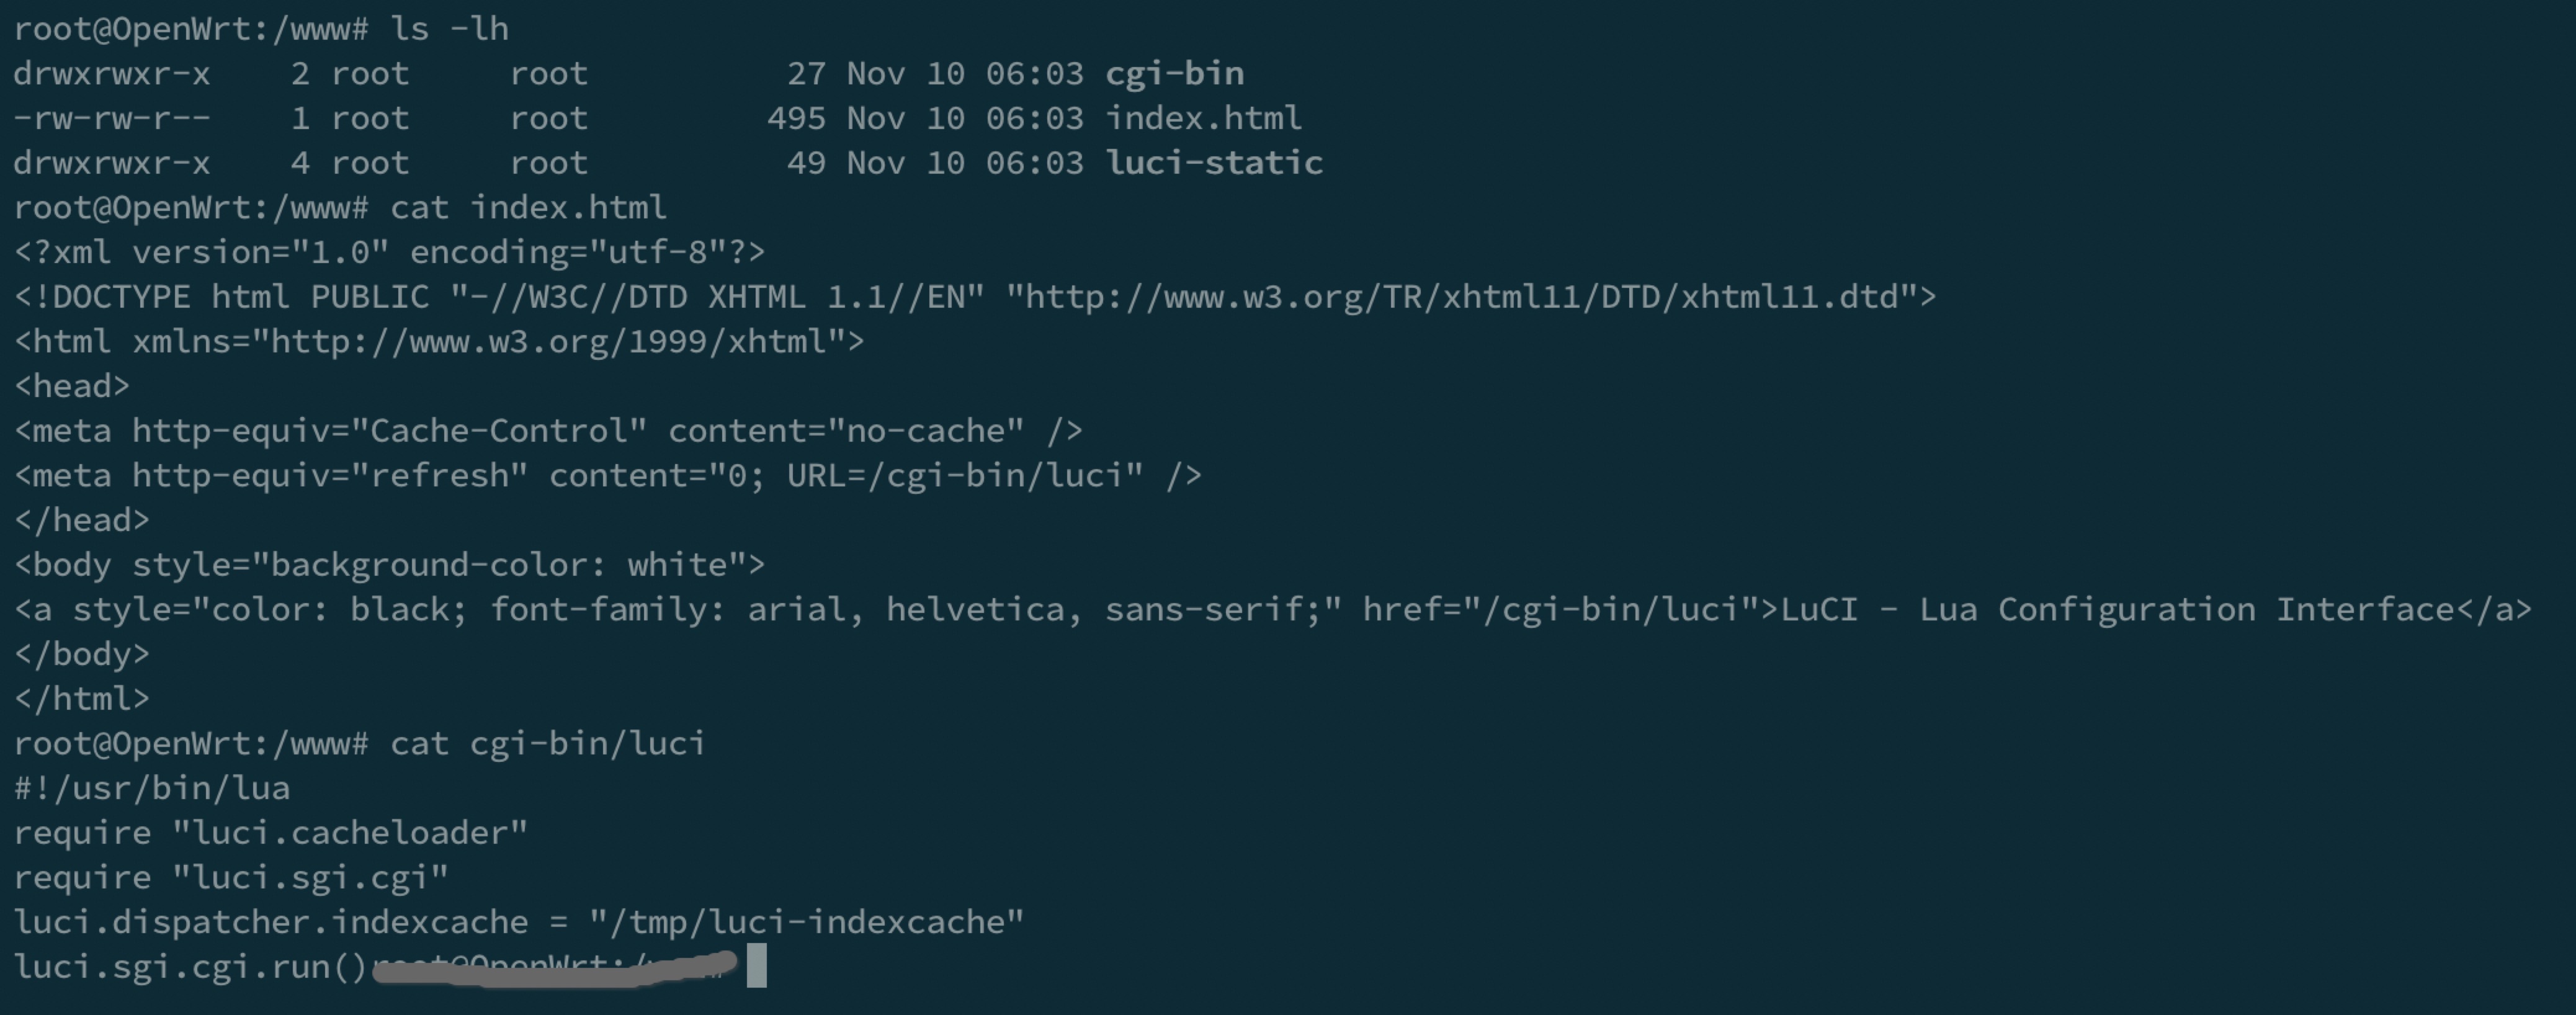 root@OpenWrt:/www# ls -lh
drwxrwxr-x    2 root     root          27 Nov 10 06:03 cgi-bin
-rw-rw-r--    1 root     root         495 Nov 10 06:03 index.html
drwxrwxr-x    4 root     root          49 Nov 10 06:03 luci-static
root@OpenWrt:/www# cat index.html
<?xml version="1.0" encoding="utf-8"?>
<!DOCTYPE html PUBLIC "-//W3C//DTD XHTML 1.1//EN" "http://www.w3.org/TR/xhtml11/DTD/xhtml11.dtd">
<html xmlns="http://www.w3.org/1999/xhtml">
<head>
<meta http-equiv="Cache-Control" content="no-cache" />
<meta http-equiv="refresh" content="0; URL=/cgi-bin/luci" />
</head>
<body style="background-color: white">
<a style="color: black; font-family: arial, helvetica, sans-serif;" href="/cgi-bin/luci">LuCI - Lua Configuration Interface</a>
</body>
</html>
root@OpenWrt:/www# cat cgi-bin/luci
#!/usr/bin/lua
require "luci.cacheloader"
require "luci.sgi.cgi"
luci.dispatcher.indexcache = "/tmp/luci-indexcache"
luci.sgi.cgi.run()